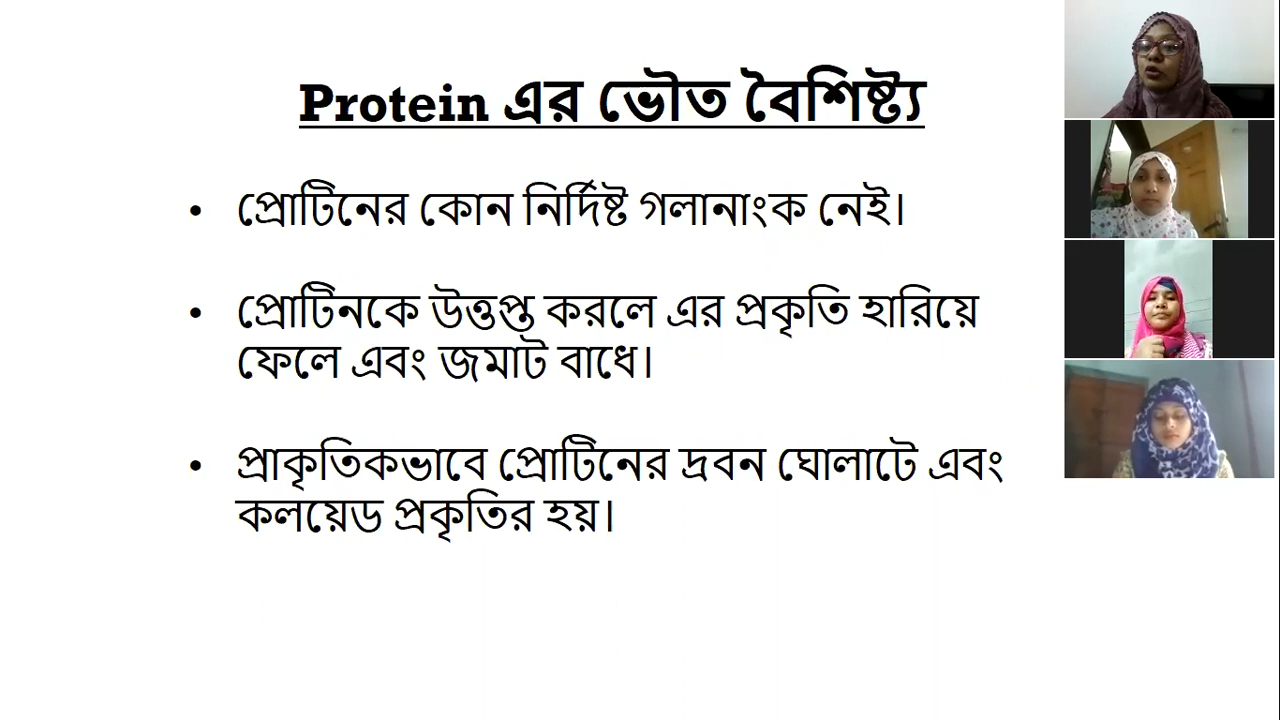 Protein এর ভৌত বৈশিষ্ট্য
• প্রোটিনের কোন নির্দিষ্ট গলানাংক নেই।
• প্রোটিনকে উত্তপ্ত করলে এর প্রকৃতি হারিয়ে
ফেলে এবং জমাট বাধে।
• প্রাকৃতিকভাবে প্রোটিনের দ্রবন ঘোলাটে এবং
কলয়েড প্রকৃতির হয়।